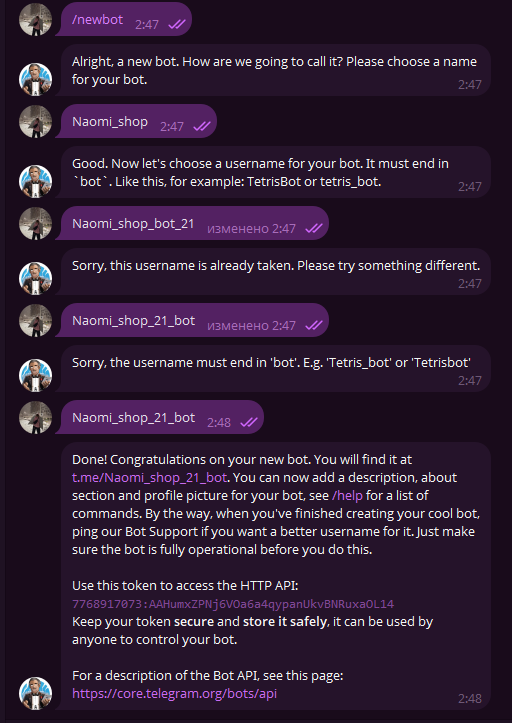 /newbot 2:47
Alright, a new bot. How are we going to call it? Please choose a name
for your bot.
2:47
Naomi_shop 2:47
Good. Now let's choose a username for your bot. It must end in
`bot`. Like this, for example: TetrisBot or tetris_bot.
2:47
Naomi_shop_bot_21 изменено 2:47
Sorry, this username is already taken. Please try something different.
2:47
Naomi_shop_21_bot изменено 2:47
Sorry, the username must end in 'bot'. E.g. 'Tetris_bot' or 'Tetrisbot'
2:47
Naomi_shop_21_bot 2:48
Done! Congratulations on your new bot. You will find it at
t.me/Naomi_shop_21_bot. You can now add a description, about
section and profile picture for your bot, see /help for a list of
commands. By the way, when you've finished creating your cool bot,
ping our Bot Support if you want a better username for it. Just make
sure the bot is fully operational before you do this.
Use this token to access the HTTP API:
7768917073:AAHumxZPNj6VOa6a4qypanUkvBNRuxaOL14
Keep your token secure and store it safely, it can be used by
anyone to control your bot.
For a description of the Bot API, see this page:
https://core.telegram.org/bots/api
2:48